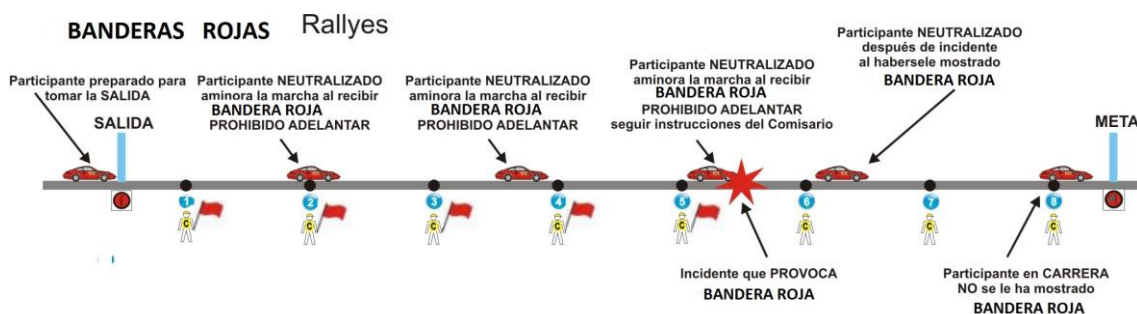 BANDERAS ROJAS Rallyes
Participante preparado para
tomar la SALIDA
SALIDA
Participante NEUTRALIZADO
aminora la marcha al recibir
BANDERA ROJA
PROHIBIDO ADELANTAR
Participante NEUTRALIZADO
aminora la marcha al recibir
BANDERA ROJA
PROHIBIDO ADELANTAR
Participante NEUTRALIZADO
aminora la marcha al recibir
BANDERA ROJA
PROHIBIDO ADELANTAR
seguir instrucciones del Comisario
Participante NEUTRALIZADO
después de incidente
al habersele mostrado
BANDERA ROJA
META
1 2 3 4 5 6 7 8
C C C C C C C C
Incidente que PROVOCA
BANDERA ROJA
Participante en CARRERA
NO se le ha mostrado
BANDERA ROJA